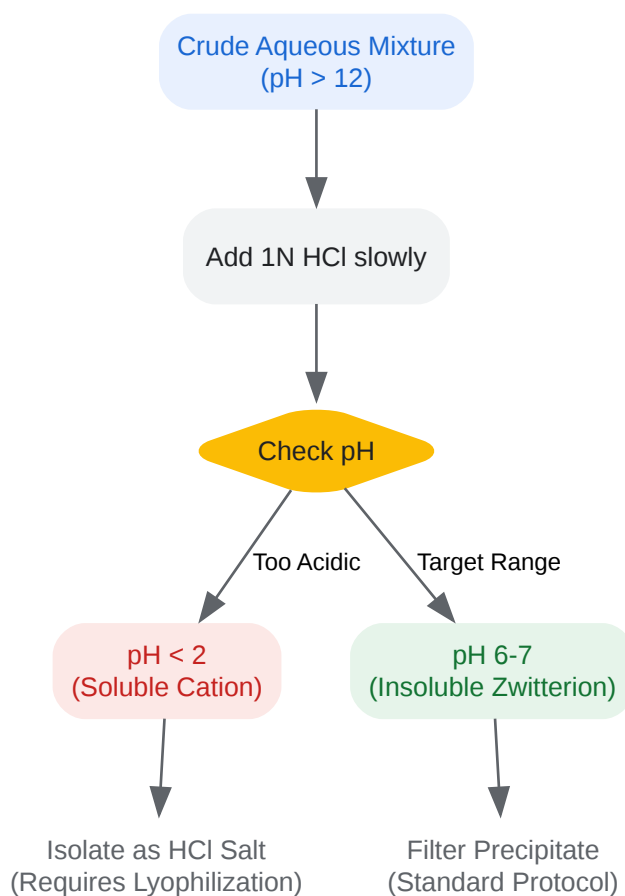 Crude Aqueous Mixture
(pH > 12)
Add 1N HCl slowly
Check pH
Too Acidic
Target Range
pH < 2
(Soluble Cation)
pH 6-7
(Insoluble Zwitterion)
Isolate as HCl Salt
(Requires Lyophilization)
Filter Precipitate
(Standard Protocol)